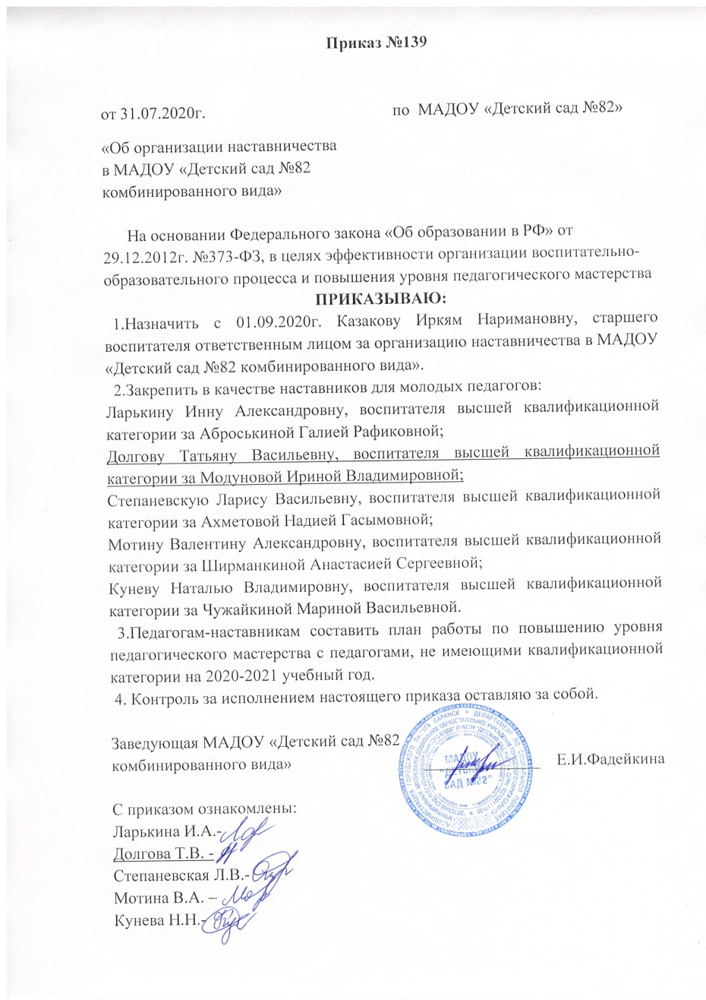 Приказ №139
от 31.07.2020г. по МАДОУ «Детский сад №82»
«Об организации наставничества
в МАДОУ «Детский сад №82
комбинированного вида»
На основании Федерального закона «Об образовании в РФ» от
29.12.2012г. №373-ФЗ, в целях эффективности организации воспитательно-
образовательного процесса и повышения уровня педагогического мастерства
ПРИКАЗЫВАЮ:
1.Назначить с 01.09.2020г. Казакову Иркям Наримановну, старшего
воспитателя ответственным лицом за организацию наставничества в МАДОУ
«Детский сад №82 комбинированного вида».
2.Закрепить в качестве наставников для молодых педагогов:
Ларькину Инну Александровну, воспитателя высшей квалификационной
категории за Аброськиной Галией Рафиковной;
Долгову Татьяну Васильевну, воспитателя высшей квалификационной
категории за Модуновой Ириной Владимировной;
Степаневскую Ларису Васильевну, воспитателя высшей квалификационной
категории за Ахметовой Надией Гасымовной;
Мотину Валентину Александровну, воспитателя высшей квалификационной
категории за Ширманкиной Анастасией Сергеевной;
Куневу Наталью Владимировну, воспитателя высшей квалификационной
категории за Чужайкиной Мариной Васильевной.
3.Педагогам-наставникам составить план работы по повышению уровня
педагогического мастерства с педагогами, не имеющими квалификационной
категории на 2020-2021 учебный год.
4. Контроль за исполнением настоящего приказа оставляю за собой.
Заведующая МАДОУ «Детский сад №82
комбинированного вида» Е.И.Фадейкина
МАДОУ
"ДЕТСКИЙ
САД №82"
С приказом ознакомлены:
Ларькина И.А.-
Долгова Т.В. -
Степаневская Л.В.-
Мотина В.А. –
Кунева Н.Н.-